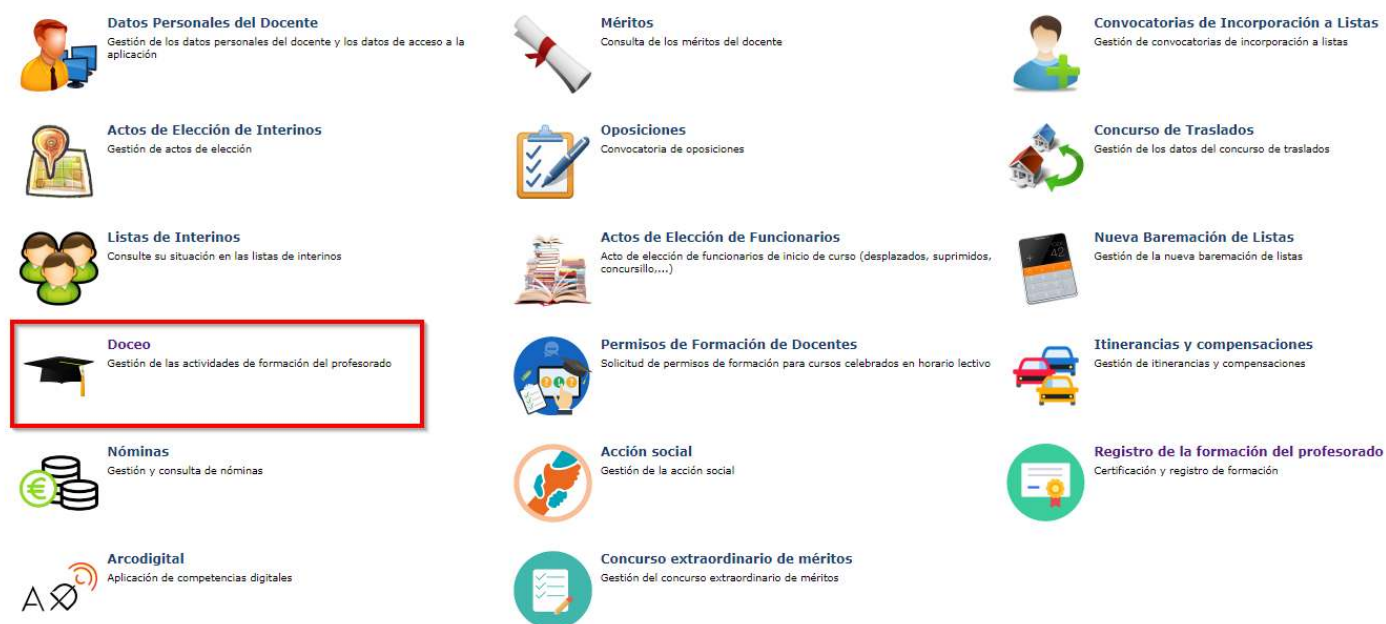 Datos Personales del Docente
Gestión de los datos personales del docente y los datos de acceso a la
aplicación
Méritos
Consulta de los méritos del docente
Convocatorias de Incorporación a Listas
Gestión de convocatorias de incorporación a listas
Actos de Elección de Interinos
Gestión de actos de elección
Oposiciones
Convocatoria de oposiciones
Concurso de Traslados
Gestión de los datos del concurso de traslados
Listas de Interinos
Consulte su situación en las listas de interinos
Actos de Elección de Funcionarios
Acto de elección de funcionarios de inicio de curso (desplazados, suprimidos,
concursillo,....)
Nueva Baremación de Listas
Gestión de la nueva baremación de listas
Doceo
Gestión de las actividades de formación del profesorado
Permisos de Formación de Docentes
Solicitud de permisos de formación para cursos celebrados en horario lectivo
Itinerancias y compensaciones
Gestión de itinerancias y compensaciones
Nóminas
Gestión y consulta de nóminas
Acción social
Gestión de la acción social
Registro de la formación del profesorado
Certificación y registro de formación
Arcodigital
Aplicación de competencias digitales
Concurso extraordinario de méritos
Gestión del concurso extraordinario de méritos